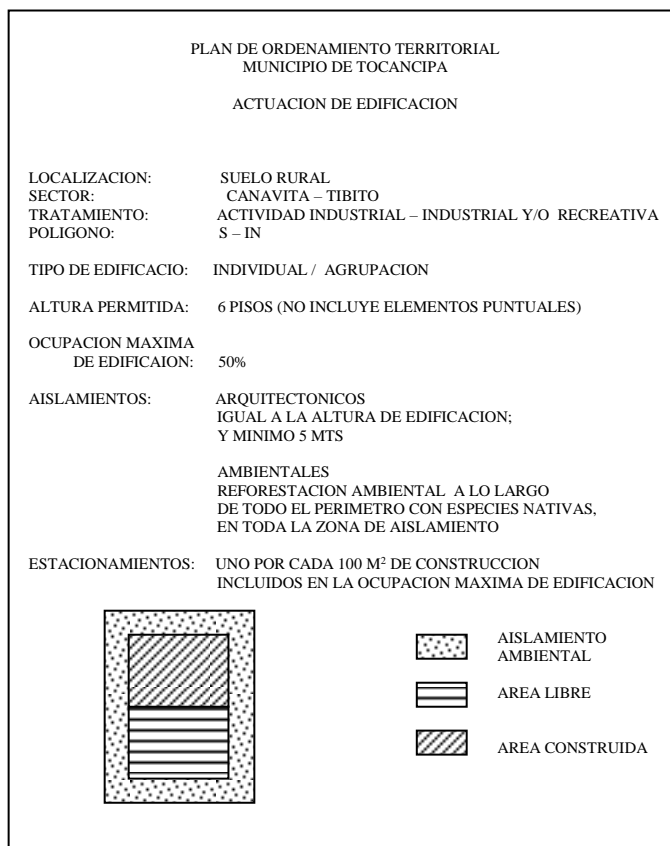 PLAN DE ORDENAMIENTO TERRITORIAL
MUNICIPIO DE TOCANCIPA
ACTUACION DE EDIFICACION
LOCALIZACION: SUELO RURAL
SECTOR: CANAVITA – TIBITO
TRATAMIENTO: ACTIVIDAD INDUSTRIAL – INDUSTRIAL Y/O RECREATIVA
POLIGONO: S – IN
TIPO DE EDIFICACIO: INDIVIDUAL / AGRUPACION
ALTURA PERMITIDA: 6 PISOS (NO INCLUYE ELEMENTOS PUNTUALES)
OCUPACION MAXIMA
DE EDIFICAION: 50%
AISLAMIENTOS: ARQUITECTONICOS
IGUAL A LA ALTURA DE EDIFICACION;
Y MINIMO 5 MTS
AMBIENTALES
REFORESTACION AMBIENTAL A LO LARGO
DE TODO EL PERIMETRO CON ESPECIES NATIVAS,
EN TODA LA ZONA DE AISLAMIENTO
ESTACIONAMIENTOS: UNO POR CADA 100 M² DE CONSTRUCCION
INCLUIDOS EN LA OCUPACION MAXIMA DE EDIFICACION
AISLAMIENTO
AMBIENTAL
AREA LIBRE
AREA CONSTRUIDA